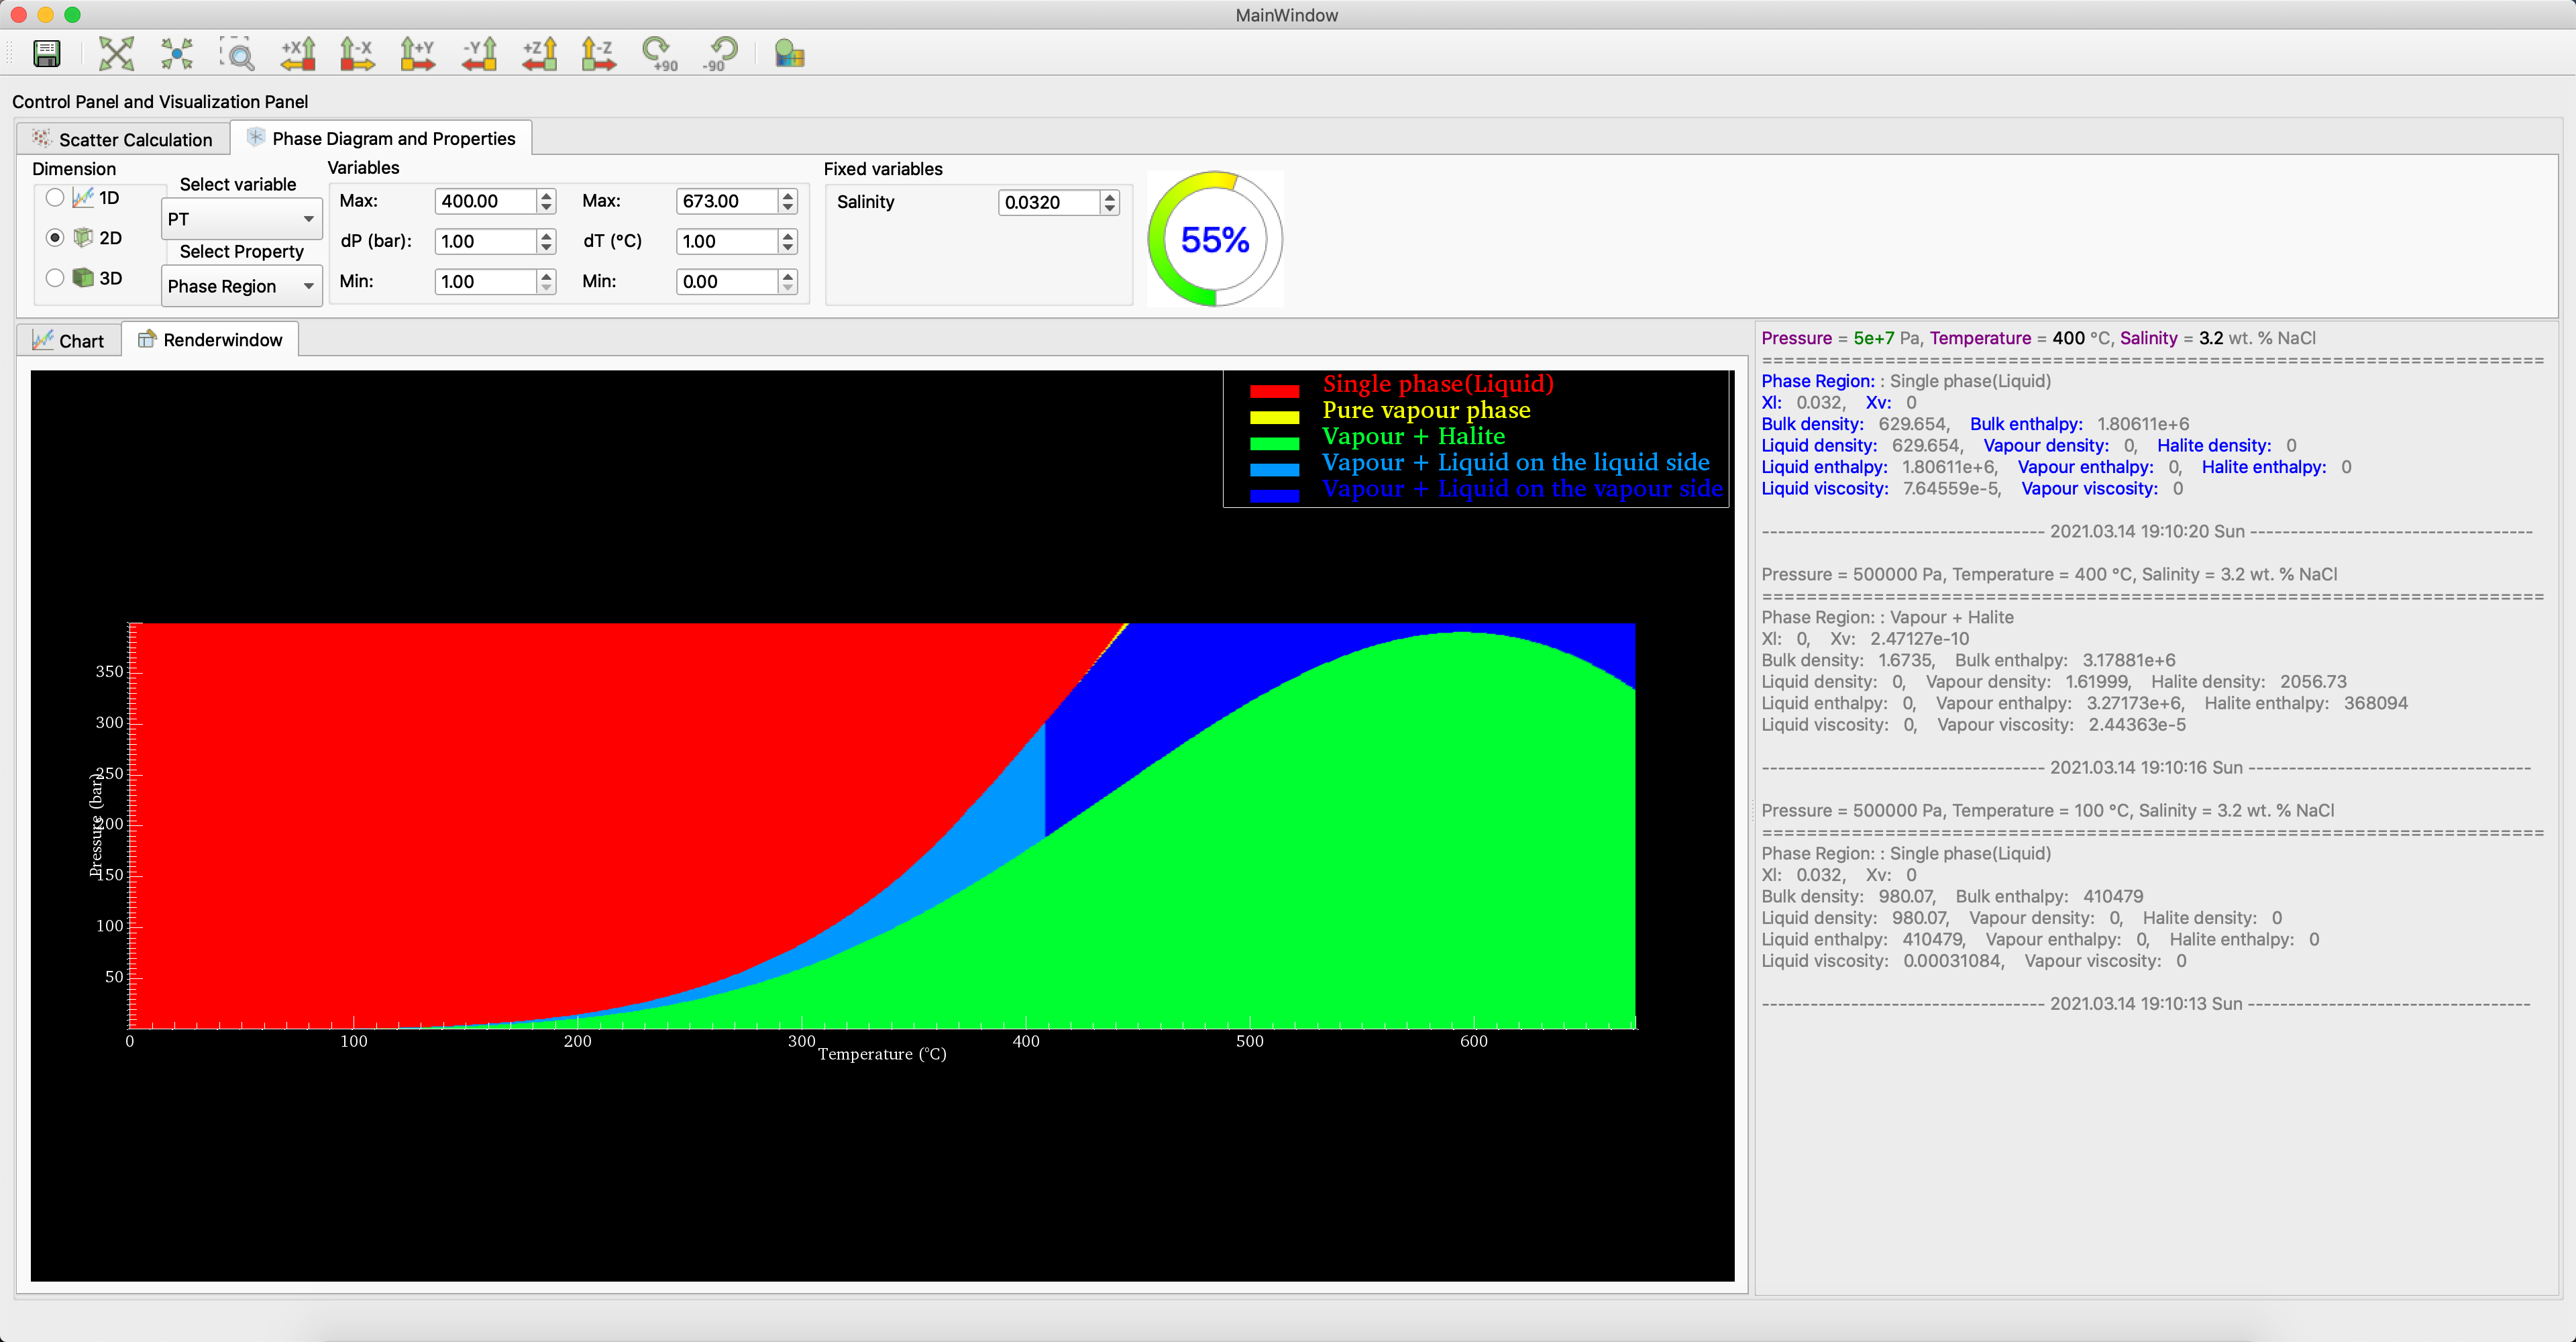 MainWindow
+X -X +Y -Y +Z -Z +90 -90
Control Panel and Visualization Panel
Scatter Calculation Phase Diagram and Properties
Dimension
1D
2D
3D
Select variable
PT
Select Property
Phase Region
Variables
Max: 400.00 Max: 673.00
dP (bar): 1.00 dT (°C) 1.00
Min: 1.00 Min: 0.00
Fixed variables
Salinity 0.0320
55%
Chart Renderwindow
Single phase(Liquid)
Pure vapour phase
Vapour + Halite
Vapour + Liquid on the liquid side
Vapour + Liquid on the vapour side
350
300
250
200
150
100
50
Pressure (bar)
0 100 200 300 400 500 600
Temperature (°C)
Pressure = 5e+7 Pa, Temperature = 400 °C, Salinity = 3.2 wt. % NaCl
==========================================================================================
Phase Region: : Single phase(Liquid)
Xl: 0.032, Xv: 0
Bulk density: 629.654, Bulk enthalpy: 1.80611e+6
Liquid density: 629.654, Vapour density: 0, Halite density: 0
Liquid enthalpy: 1.80611e+6, Vapour enthalpy: 0, Halite enthalpy: 0
Liquid viscosity: 7.64559e-5, Vapour viscosity: 0
----------------------------------- 2021.03.14 19:10:20 Sun -----------------------------------
Pressure = 500000 Pa, Temperature = 400 °C, Salinity = 3.2 wt. % NaCl
==========================================================================================
Phase Region: : Vapour + Halite
Xl: 0, Xv: 2.47127e-10
Bulk density: 1.6735, Bulk enthalpy: 3.17881e+6
Liquid density: 0, Vapour density: 1.61999, Halite density: 2056.73
Liquid enthalpy: 0, Vapour enthalpy: 3.27173e+6, Halite enthalpy: 368094
Liquid viscosity: 0, Vapour viscosity: 2.44363e-5
----------------------------------- 2021.03.14 19:10:16 Sun -----------------------------------
Pressure = 500000 Pa, Temperature = 100 °C, Salinity = 3.2 wt. % NaCl
==========================================================================================
Phase Region: : Single phase(Liquid)
Xl: 0.032, Xv: 0
Bulk density: 980.07, Bulk enthalpy: 410479
Liquid density: 980.07, Vapour density: 0, Halite density: 0
Liquid enthalpy: 410479, Vapour enthalpy: 0, Halite enthalpy: 0
Liquid viscosity: 0.00031084, Vapour viscosity: 0
----------------------------------- 2021.03.14 19:10:13 Sun -----------------------------------